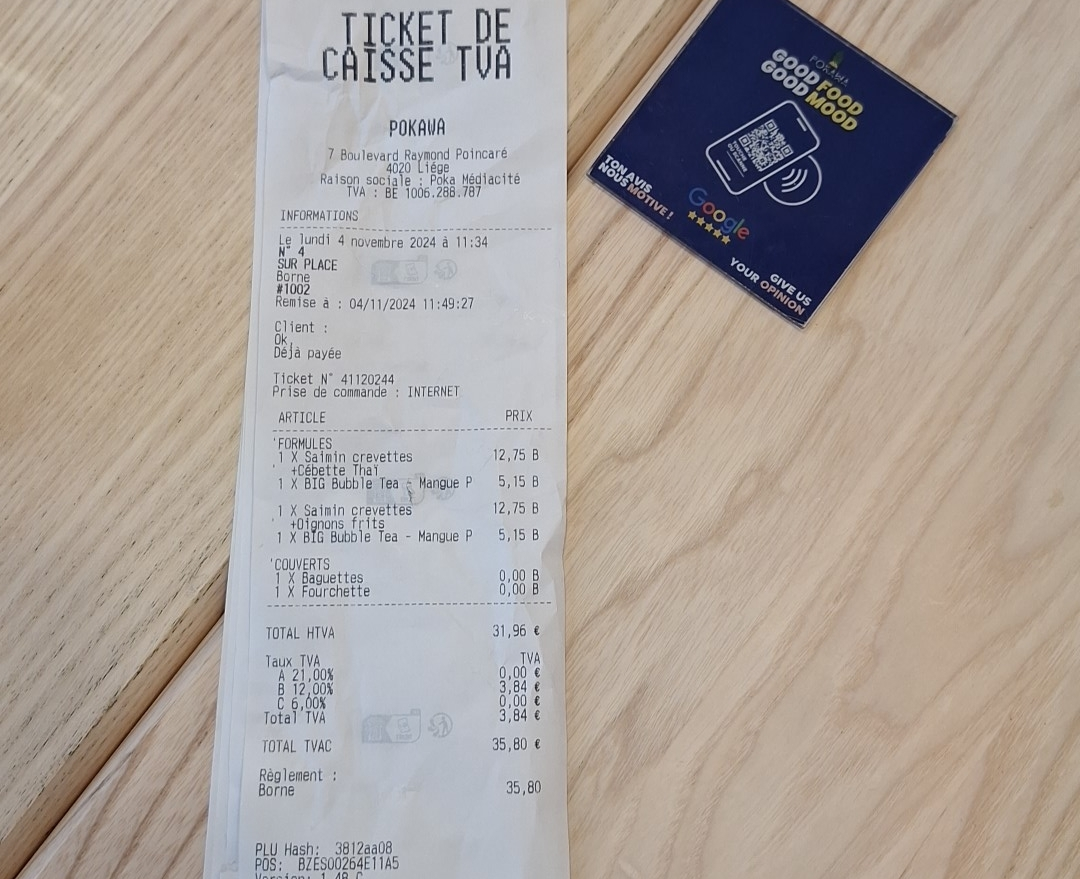 TICKET DE
CAISSE TVA
POKAWA
7 Boulevard Raymond Poincaré
4020 Liège
Raison sociale : Poka Médiacité
TVA : BE 1006.288.787
INFORMATIONS
Le lundi 4 novembre 2024 à 11:34
N° 4
SUR PLACE
Borne
#1002
Remise à : 04/11/2024 11:49:27
Client :
Ok,
Déjà payée
Ticket N° 41120244
Prise de commande : INTERNET
ARTICLE PRIX
'FORMULES
1 X Saimin crevettes 12,75 B
' +Cébette Thaï
1 X BIG Bubble Tea - Mangue P 5,15 B
1 X Saimin crevettes 12,75 B
' +Oignons frits
1 X BIG Bubble Tea - Mangue P 5,15 B
'COUVERTS
1 X Baguettes 0,00 B
1 X Fourchette 0,00 B
TOTAL HTVA 31,96 €
Taux TVA TVA
A 21,00% 0,00 €
B 12,00% 3,84 €
C 6,00% 0,00 €
Total TVA 3,84 €
TOTAL TVAC 35,80 €
Règlement :
Borne 35,80
PLU Hash: 3812aa08
POS: BZES00264E11A5
Version: 1.48 C
POKAWA
GOOD FOOD
GOOD MOOD
TON AVIS
NOUS MOTIVE !
Google
GIVE US
YOUR OPINION